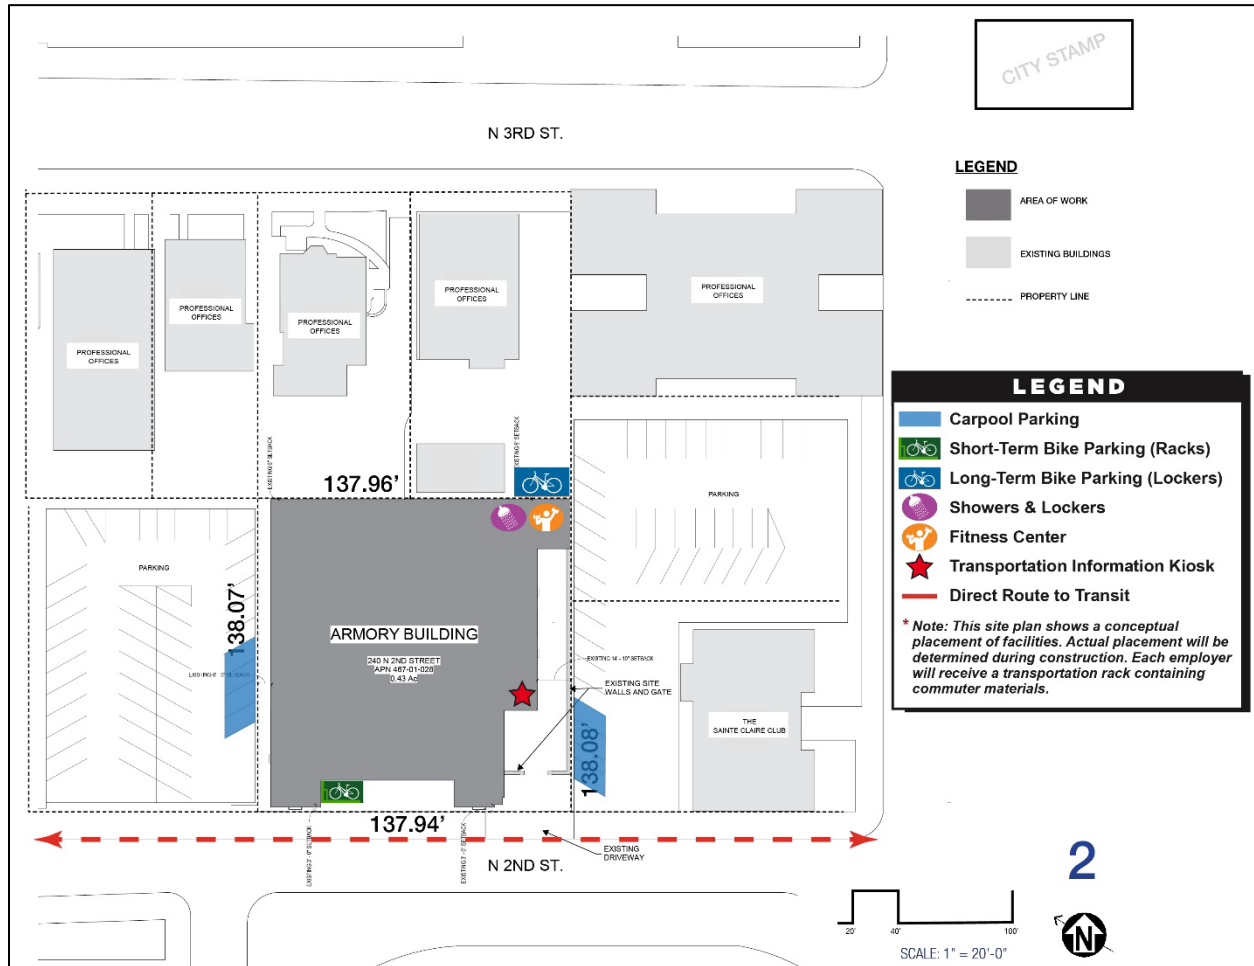 CITY STAMP
N 3RD ST.
LEGEND
AREA OF WORK
EXISTING BUILDINGS
PROPERTY LINE
PROFESSIONAL
OFFICES
PROFESSIONAL
OFFICES
PROFESSIONAL
OFFICES
PROFESSIONAL
OFFICES
PROFESSIONAL
OFFICES
LEGEND
Carpool Parking
Short-Term Bike Parking (Racks)
Long-Term Bike Parking (Lockers)
Showers & Lockers
Fitness Center
Transportation Information Kiosk
Direct Route to Transit
* Note: This site plan shows a conceptual
placement of facilities. Actual placement will be
determined during construction. Each employer
will receive a transportation rack containing
commuter materials.
137.96'
PARKING
PARKING
138.07'
ARMORY BUILDING
240 N 2ND STREET
APN 467-01-028
0.43 Ac
EXISTING 14' - 10" SETBACK
EXISTING SITE
WALLS AND GATE
THE
SAINTE CLAIRE CLUB
138.08'
137.94'
EXISTING
DRIVEWAY
N 2ND ST.
2
20'
40'
100'
SCALE: 1" = 20'-0"
N